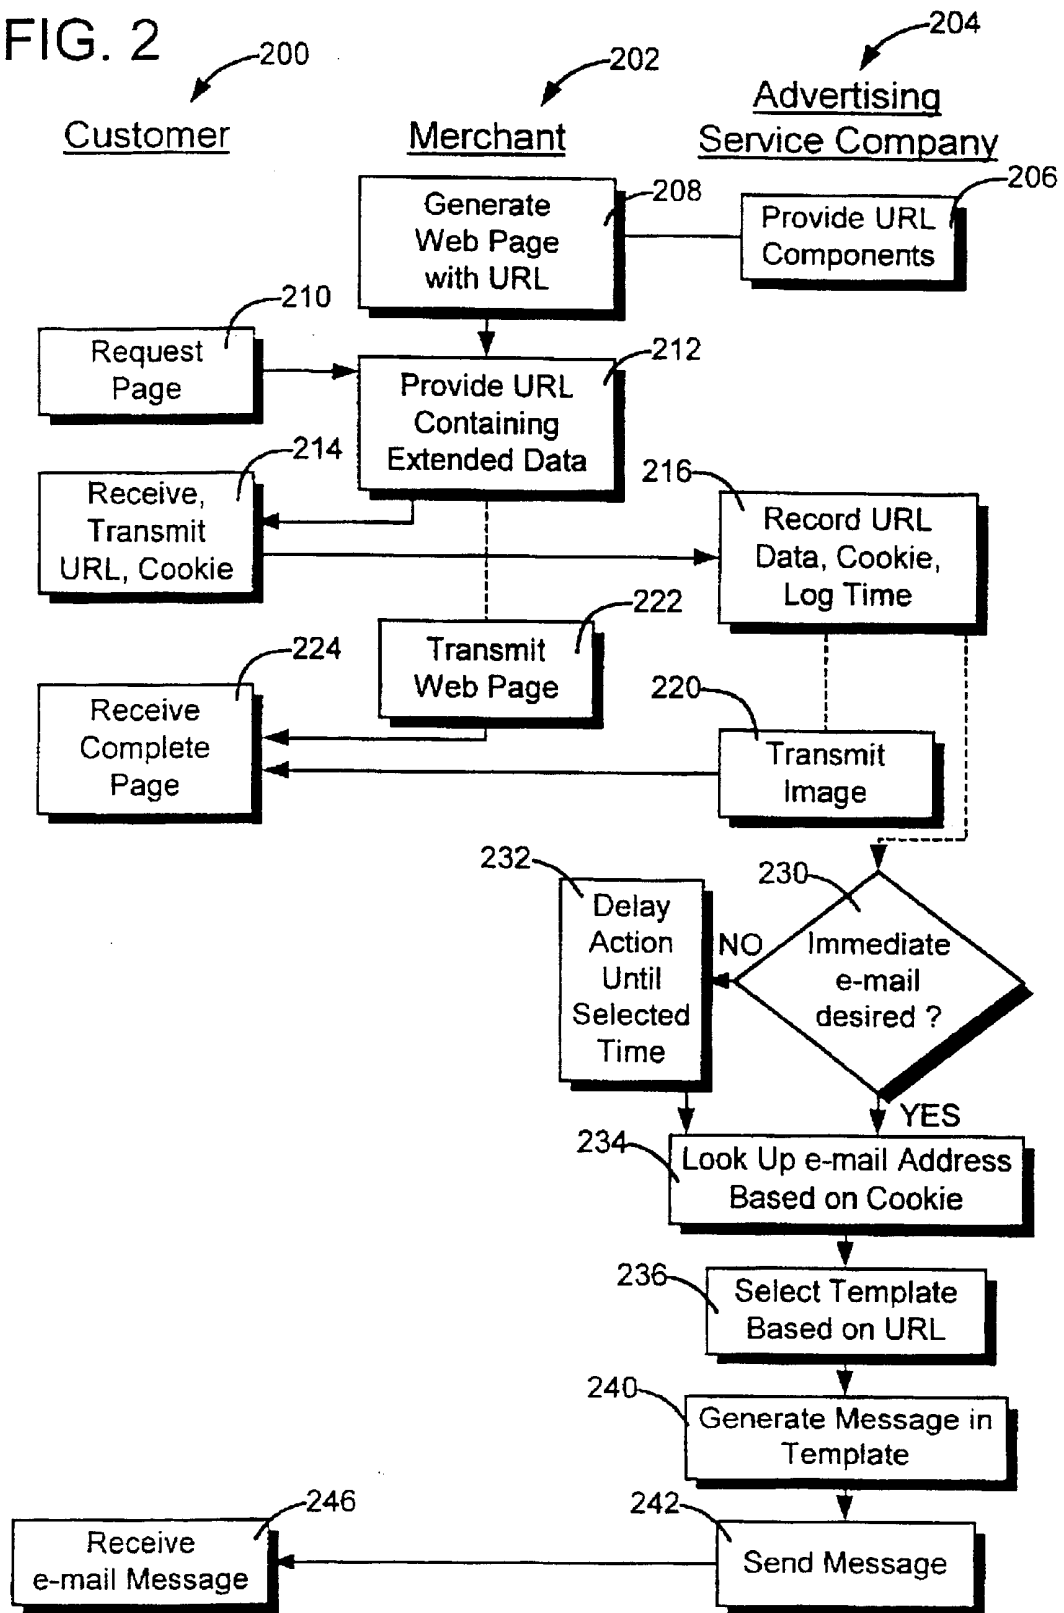 FIG. 2
200
202
204
Customer
Merchant
Advertising
Service Company
206
208
Generate
Web Page
with URL
Provide URL
Components
210
Request
Page
212
Provide URL
Containing
Extended Data
214
Receive,
Transmit
URL, Cookie
216
Record URL
Data, Cookie,
Log Time
222
Transmit
Web Page
224
Receive
Complete
Page
220
Transmit
Image
232
Delay
Action
Until
Selected
Time
NO
230
Immediate
e-mail
desired ?
YES
234
Look Up e-mail Address
Based on Cookie
236
Select Template
Based on URL
240
Generate Message in
Template
242
Send Message
246
Receive
e-mail Message